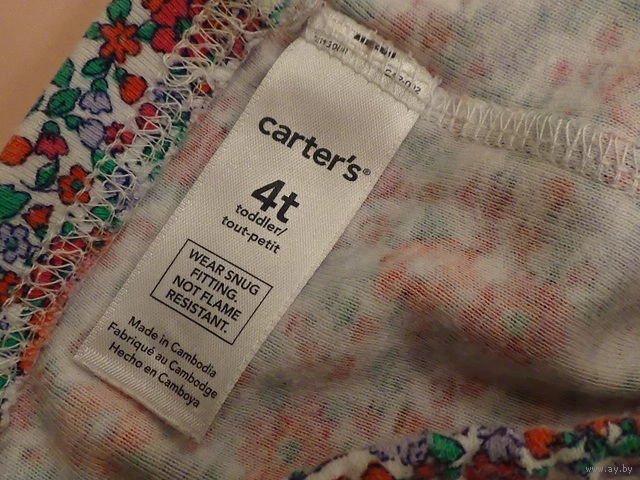 carter's®
4t
toddler/
tout-petit
WEAR SNUG
FITTING.
NOT FLAME
RESISTANT.
Made in Cambodia
Fabriqué au Cambodge
Hecho en Camboya
www.ay.by